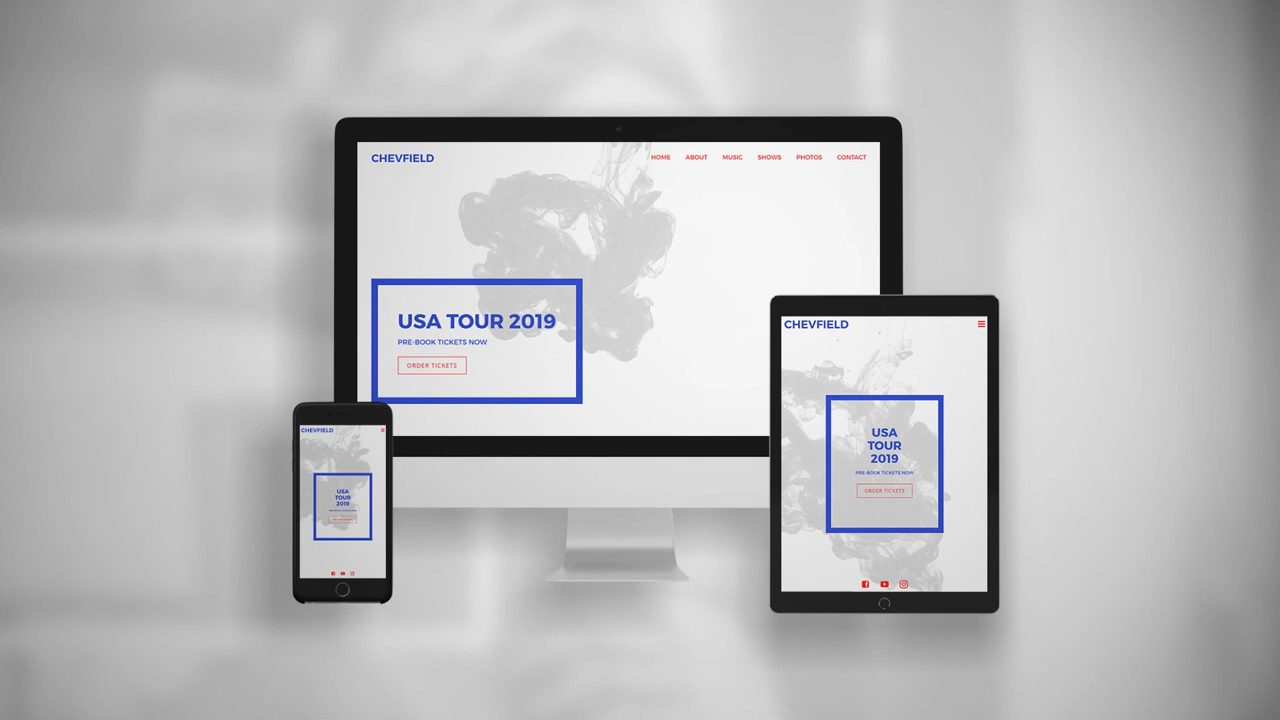 CHEVFIELD
HOME ABOUT MUSIC SHOWS PHOTOS CONTACT
USA TOUR 2019
PRE-BOOK TICKETS NOW
ORDER TICKETS
CHEVFIELD
USA
TOUR
2019
PRE-BOOK TICKETS NOW
ORDER TICKETS
CHEVFIELD
USA
TOUR
2019